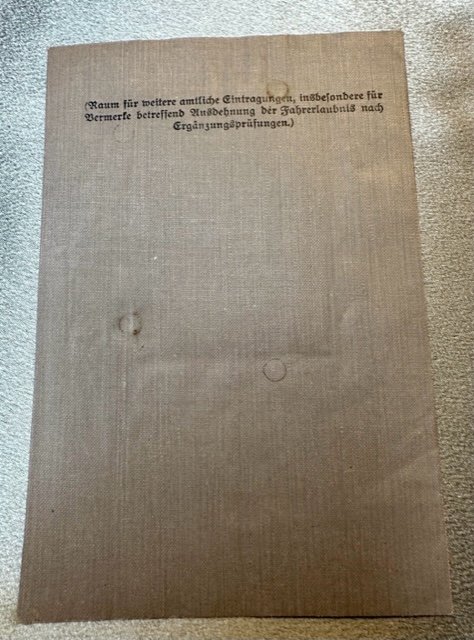 (Raum für weitere amtliche Eintragungen, insbesondere für
Vermerke betreffend Ausdehnung der Fahrerlaubnis nach
Ergänzungsprüfungen.)